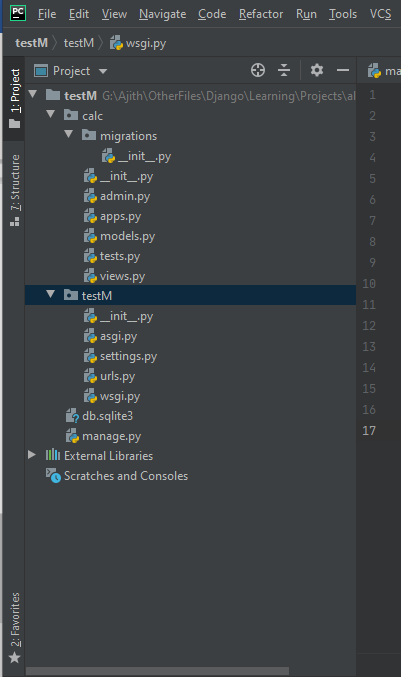 PC File Edit View Navigate Code Refactor Run Tools VCS
testM testM wsgi.py
1: Project
7: Structure
2: Favorites
Project
testM G:\Ajith\OtherFiles\Django\Learning\Projects\al
calc
migrations
__init__.py
__init__.py
admin.py
apps.py
models.py
tests.py
views.py
testM
__init__.py
asgi.py
settings.py
urls.py
wsgi.py
db.sqlite3
manage.py
External Libraries
Scratches and Consoles
ma
1
2
3
4
5
6
7
8
9
10
11
12
13
14
15
16
17